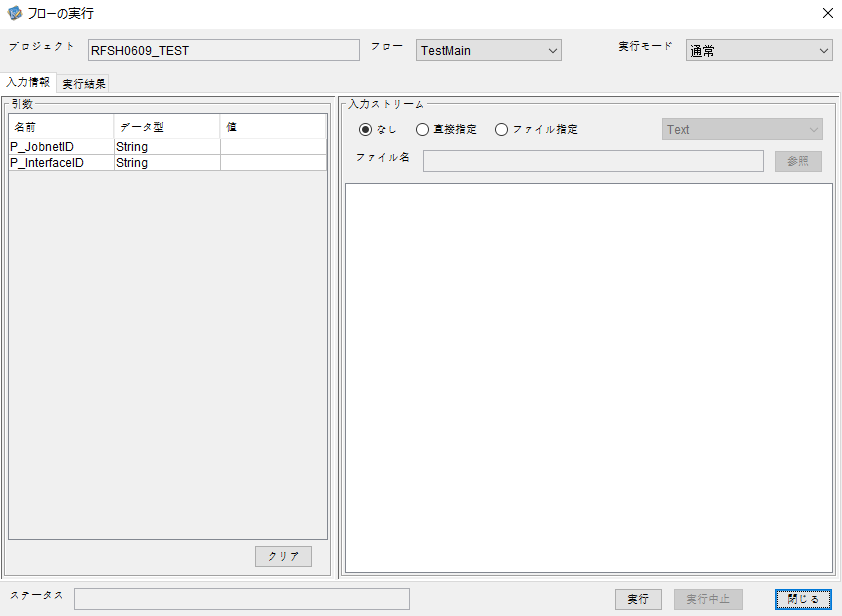 フローの実行
プロジェクト RFSH0609_TEST フロー TestMain 実行モード 通常
入力情報 実行結果
引数
名前 データ型 値
P_JobnetID String
P_InterfaceID String
クリア
入力ストリーム
なし 直接指定 ファイル指定 Text
ファイル名 参照
ステータス 実行 実行中止 閉じる